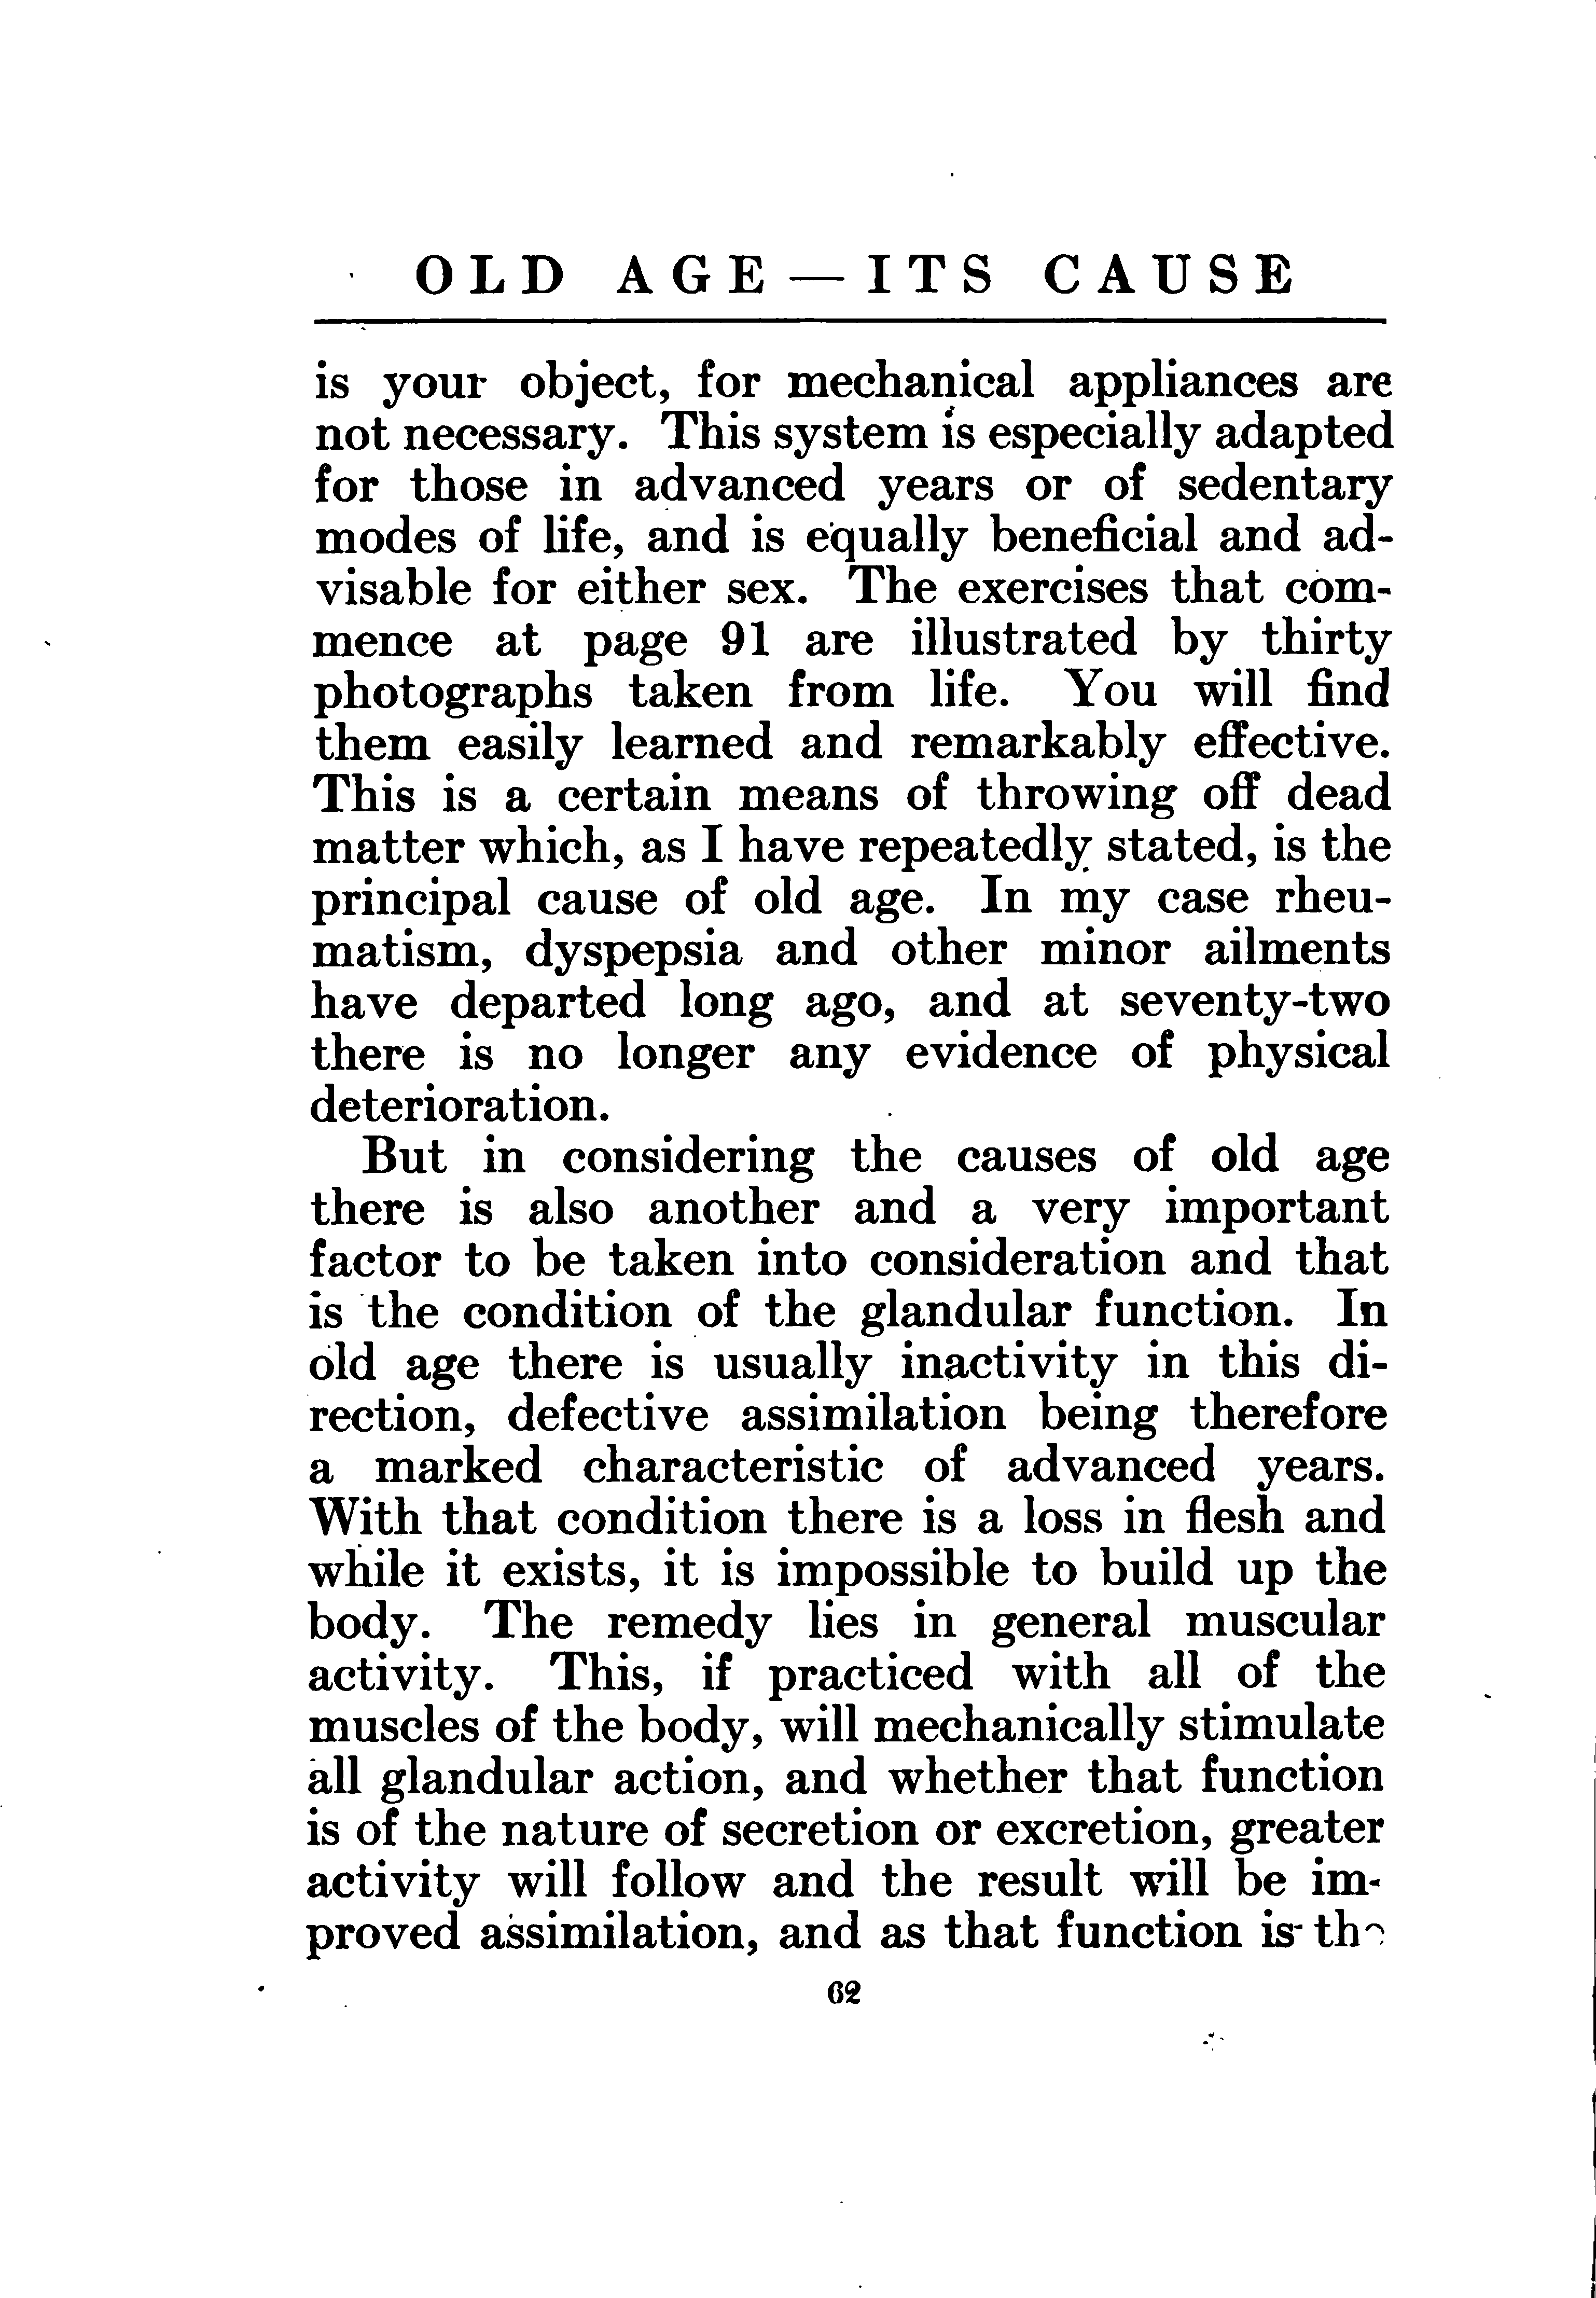 OLD AGE — ITS CAUSE
is your object, for mechanical appliances are
not necessary. This system is especially adapted
for those in advanced years or of sedentary
modes of life, and is equally beneficial and ad-
visable for either sex. The exercises that com-
mence at page 91 are illustrated by thirty
photographs taken from life. You will find
them easily learned and remarkably effective.
This is a certain means of throwing off dead
matter which, as I have repeatedly stated, is the
principal cause of old age. In my case rheu-
matism, dyspepsia and other minor ailments
have departed long ago, and at seventy-two
there is no longer any evidence of physical
deterioration.
But in considering the causes of old age
there is also another and a very important
factor to be taken into consideration and that
is the condition of the glandular function. In
old age there is usually inactivity in this di-
rection, defective assimilation being therefore
a marked characteristic of advanced years.
With that condition there is a loss in flesh and
while it exists, it is impossible to build up the
body. The remedy lies in general muscular
activity. This, if practiced with all of the
muscles of the body, will mechanically stimulate
all glandular action, and whether that function
is of the nature of secretion or excretion, greater
activity will follow and the result will be im-
proved assimilation, and as that function is the
62